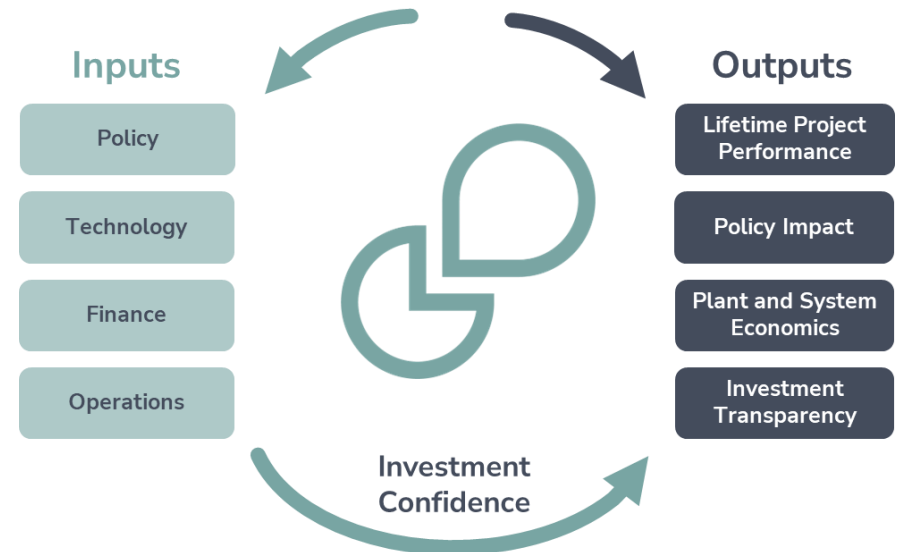 Inputs
Policy
Technology
Finance
Operations
Investment
Confidence
Outputs
Lifetime Project
Performance
Policy Impact
Plant and System
Economics
Investment
Transparency